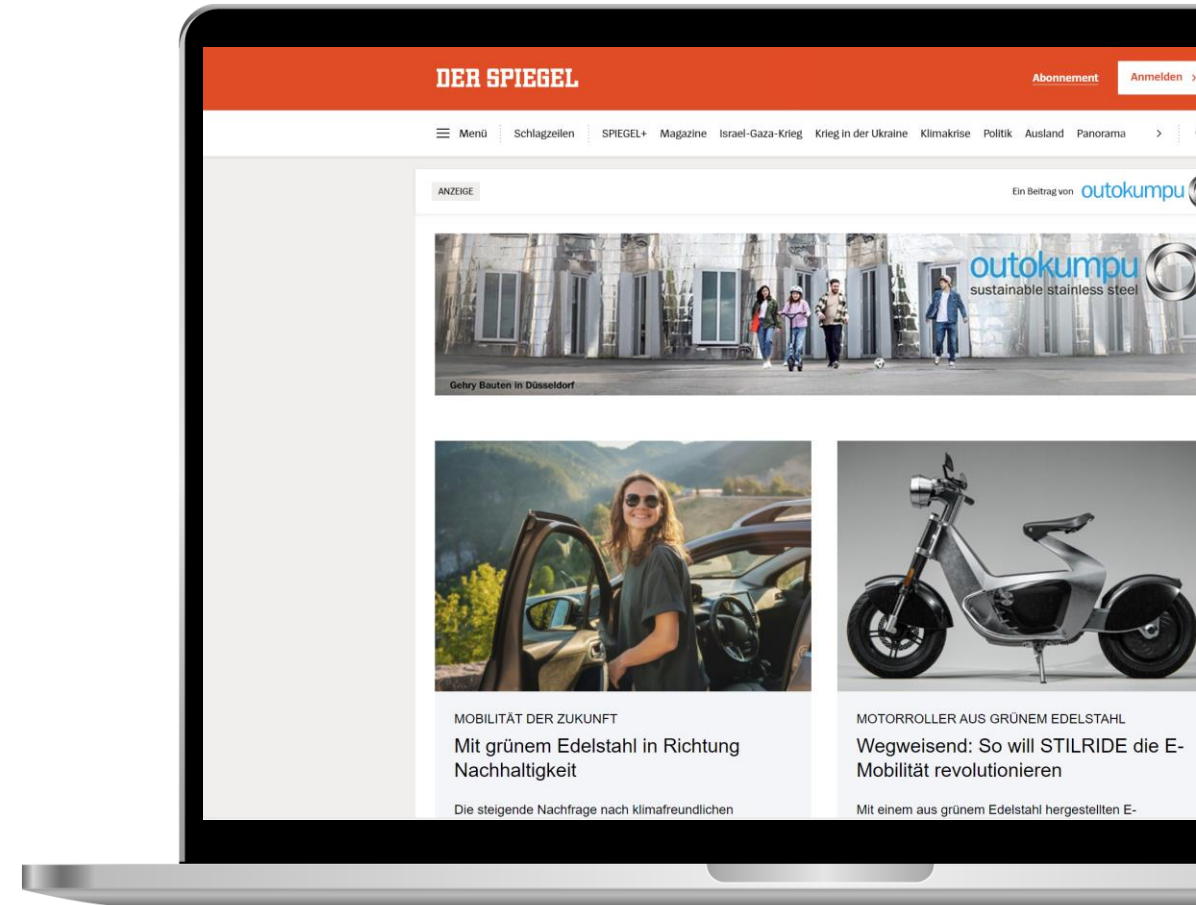 DER SPIEGEL
Abonnement
Anmelden
Menü Schlagzeilen SPIEGEL+ Magazine Israel-Gaza-Krieg Krieg in der Ukraine Klimakrise Politik Ausland Panorama
ANZEIGE
Ein Beitrag von outokumpu
outokumpu
sustainable stainless steel
Gehry Bauten in Düsseldorf
MOBILITÄT DER ZUKUNFT
Mit grünem Edelstahl in Richtung
Nachhaltigkeit
Die steigende Nachfrage nach klimafreundlichen
MOTORROLLER AUS GRÜNEM EDELSTAHL
Wegweisend: So will STILRIDE die E-
Mobilität revolutionieren
Mit einem aus grünem Edelstahl hergestellten E-